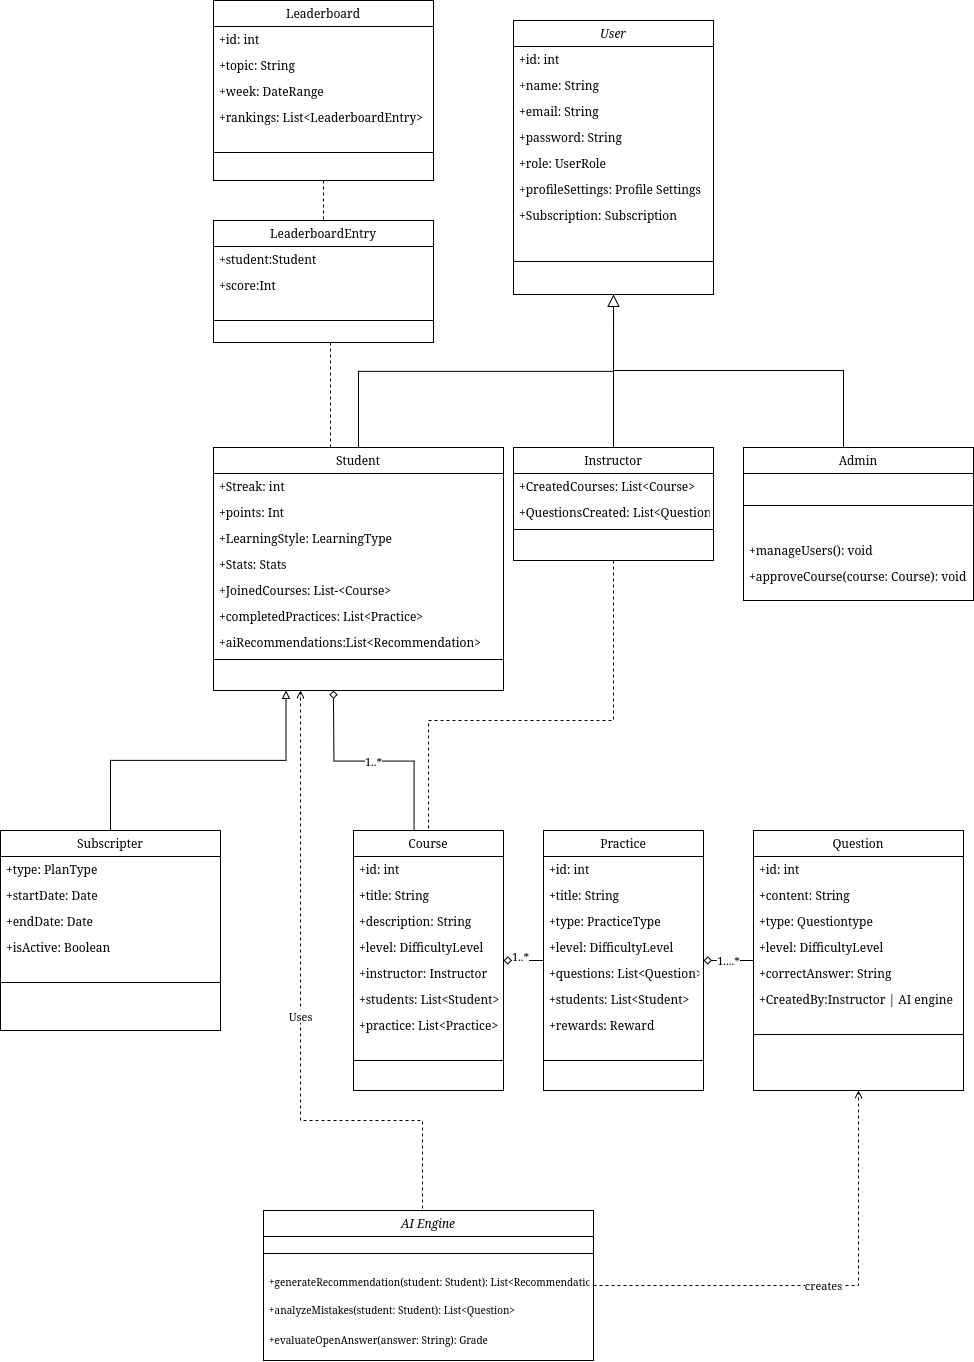 Leaderboard
+id: int
+topic: String
+week: DateRange
+rankings: List<LeaderboardEntry>
User
+id: int
+name: String
+email: String
+password: String
+role: UserRole
+profileSettings: Profile Settings
+Subscription: Subscription
LeaderboardEntry
+student:Student
+score:Int
Student
+Streak: int
+points: Int
+LearningStyle: LearningType
+Stats: Stats
+JoinedCourses: List-<Course>
+completedPractices: List<Practice>
+aiRecommendations:List<Recommendation>
Instructor
+CreatedCourses: List<Course>
+QuestionsCreated: List<Question
Admin
+manageUsers(): void
+approveCourse(course: Course): void
1..*
Subscripter
+type: PlanType
+startDate: Date
+endDate: Date
+isActive: Boolean
Course
+id: int
+title: String
+description: String
+level: DifficultyLevel
+instructor: Instructor
+students: List<Student>
+practice: List<Practice>
1..*
Practice
+id: int
+title: String
+type: PracticeType
+level: DifficultyLevel
+questions: List<Question>
+students: List<Student>
+rewards: Reward
1....*
Question
+id: int
+content: String
+type: Questiontype
+level: DifficultyLevel
+correctAnswer: String
+CreatedBy:Instructor | AI engine
Uses
AI Engine
+generateRecommendation(student: Student): List<Recommendatio
+analyzeMistakes(student: Student): List<Question>
+evaluateOpenAnswer(answer: String): Grade
creates